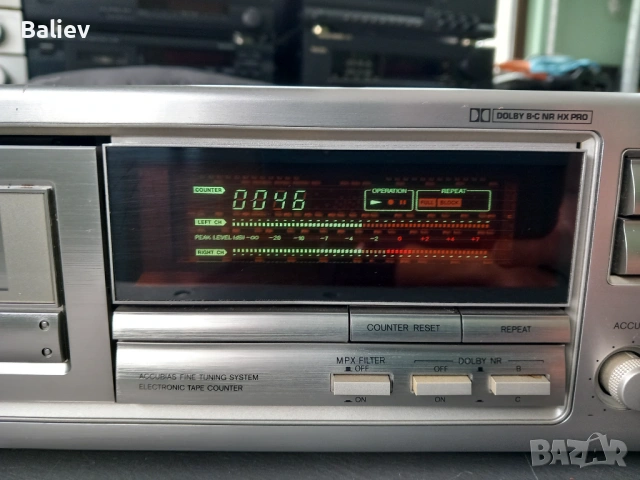 Baliev
DOLBY B-C NR HX PRO
COUNTER
0046
OPERATION
REPEAT
FULL BLOCK
LEFT CH
PEAK LEVEL (dB) -∞ -20 -10 -7 -4 -2 0 +2 +4 +7
RIGHT CH
COUNTER RESET
REPEAT
ACCUBIAS FINE TUNING SYSTEM
ELECTRONIC TAPE COUNTER
MPX FILTER
OFF
ON
DOLBY NR
OFF
ON
B
C
BAZAR